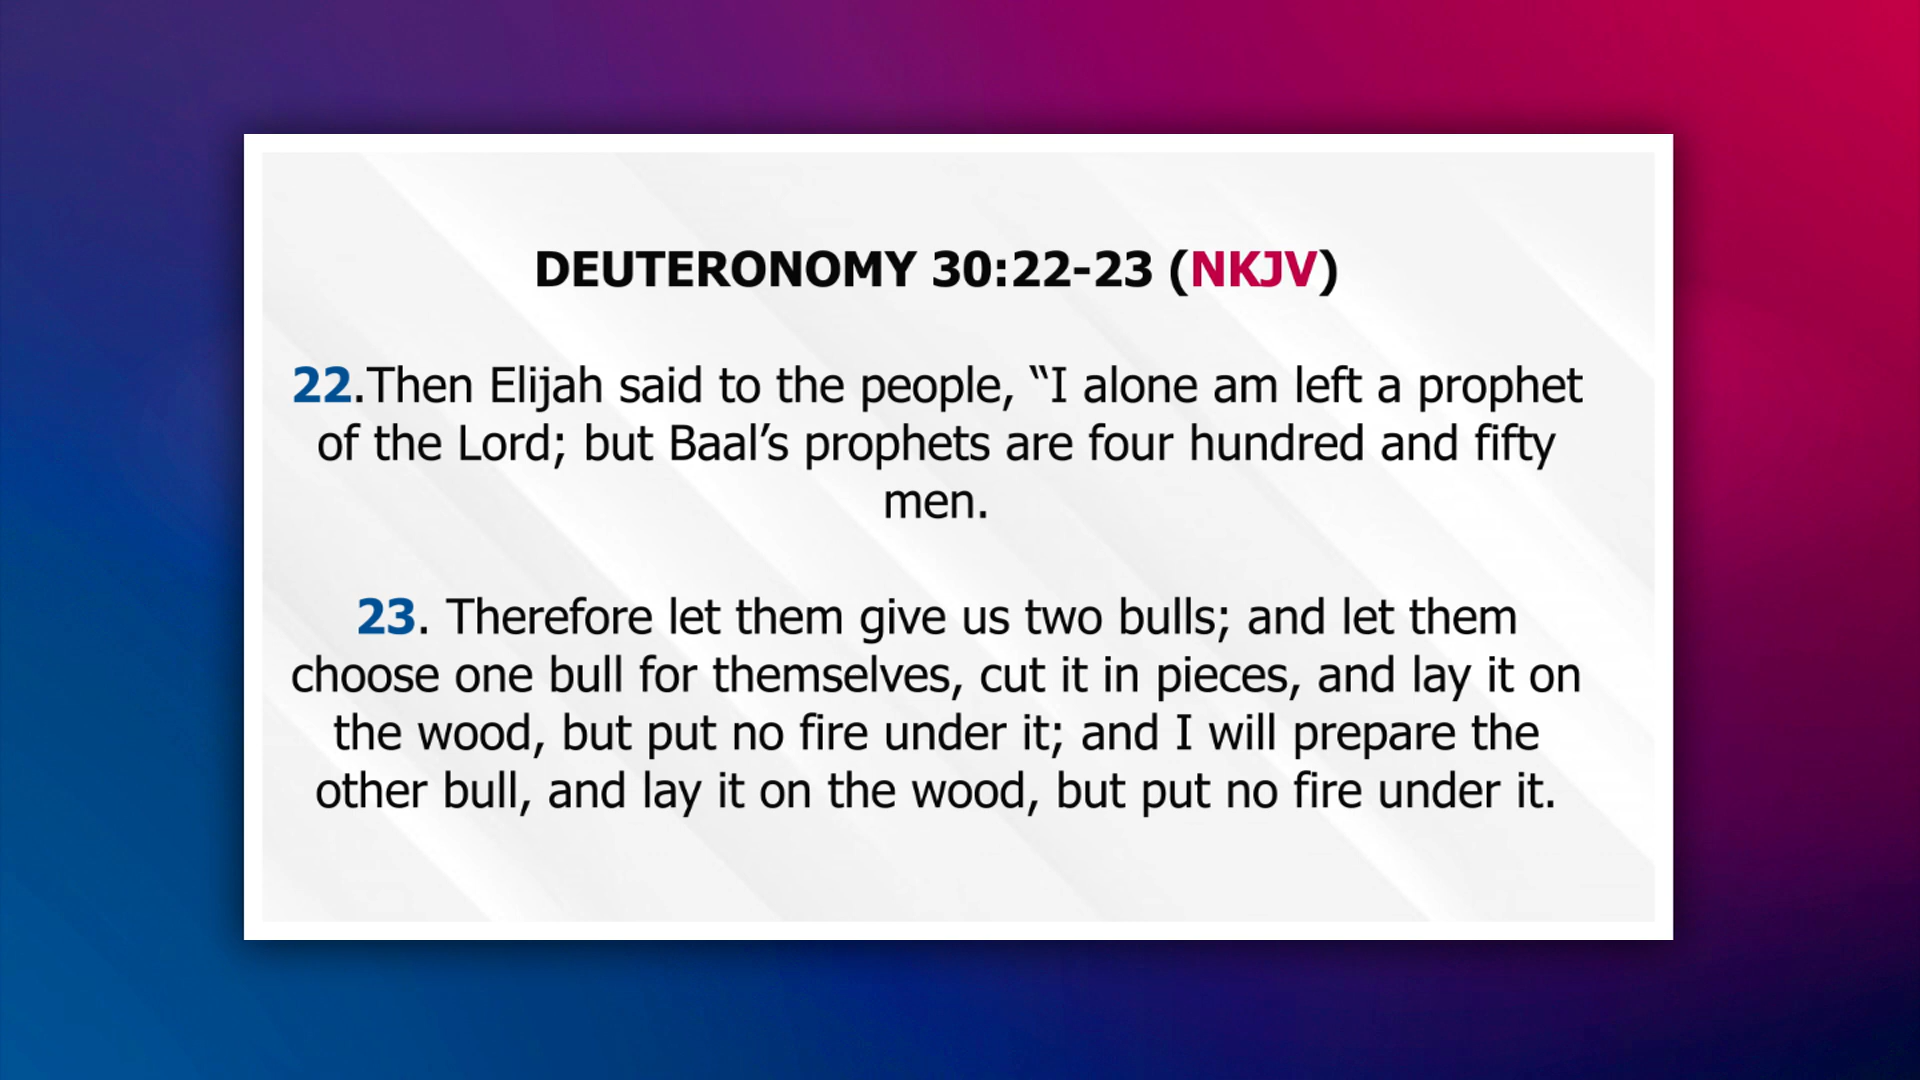 DEUTERONOMY 30:22-23 (NKJV)
22.Then Elijah said to the people, “I alone am left a prophet
of the Lord; but Baal’s prophets are four hundred and fifty
men.
23. Therefore let them give us two bulls; and let them
choose one bull for themselves, cut it in pieces, and lay it on
the wood, but put no fire under it; and I will prepare the
other bull, and lay it on the wood, but put no fire under it.